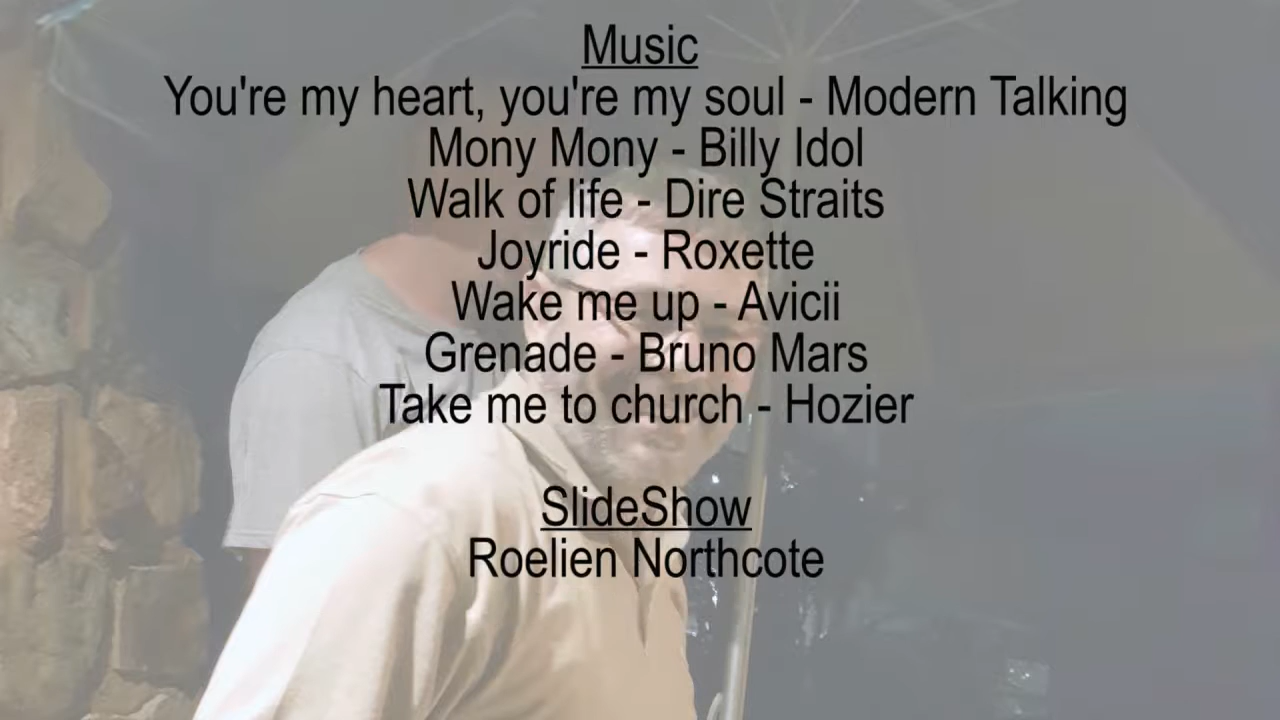 Music
You're my heart, you're my soul - Modern Talking
Mony Mony - Billy Idol
Walk of life - Dire Straits
Joyride - Roxette
Wake me up - Avicii
Grenade - Bruno Mars
Take me to church - Hozier
SlideShow
Roelien Northcote